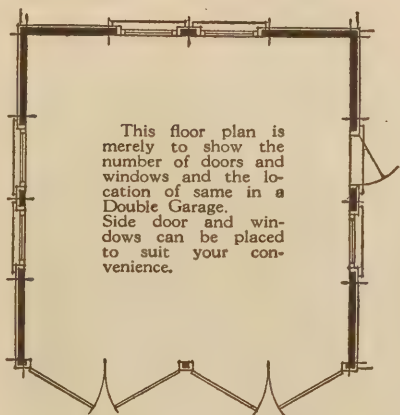 This floor plan is
merely to show the
number of doors and
windows and the lo-
cation of same in a
Double Garage.
Side door and win-
dows can be placed
to suit your con-
venience.